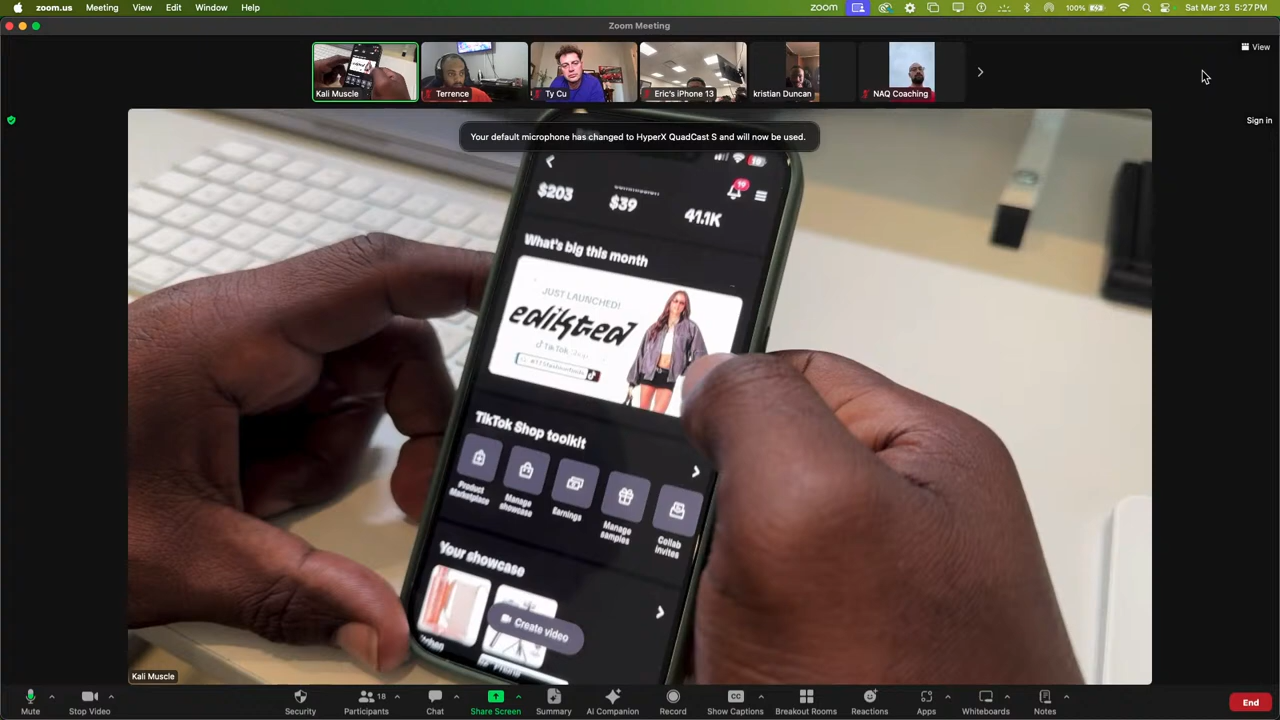 zoom.us Meeting View Edit Window Help
zoom 100% Sat Mar 23 5:27 PM
Zoom Meeting
View
Kali Muscle
Terrence
Ty Cu
Eric's iPhone 13
kristian Duncan
NAQ Coaching
Sign in
Your default microphone has changed to HyperX QuadCast S and will now be used.
$203
$39
41.1K
What's big this month
JUST LAUNCHED!
edikted
TikTok
TikTok Shop toolkit
Product Marketplace
Manage showcase
Earnings
Manage samples
Collab Invites
Your showcase
Create video
Kali Muscle
Mute
Stop Video
Security
Participants 18
Chat
Share Screen
Summary
AI Companion
Record
Show Captions
Breakout Rooms
Reactions
Apps
Whiteboards
Notes
End